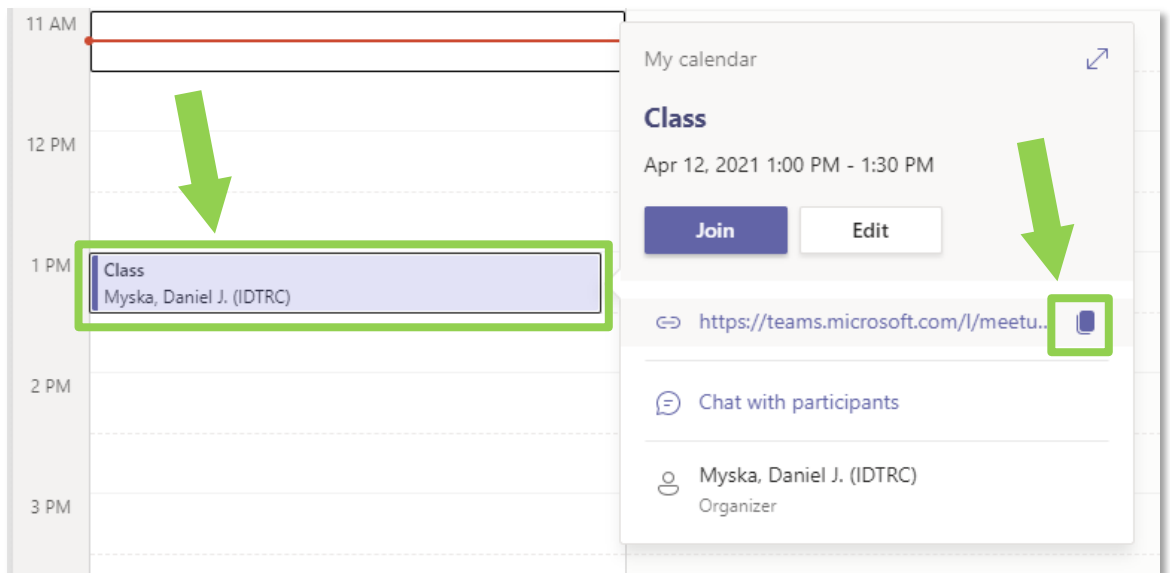 11 AM
12 PM
1 PM
Class
Myska, Daniel J. (IDTRC)
2 PM
3 PM
My calendar
Class
Apr 12, 2021 1:00 PM - 1:30 PM
Join
Edit
https://teams.microsoft.com/l/meetu...
Chat with participants
Myska, Daniel J. (IDTRC)
Organizer